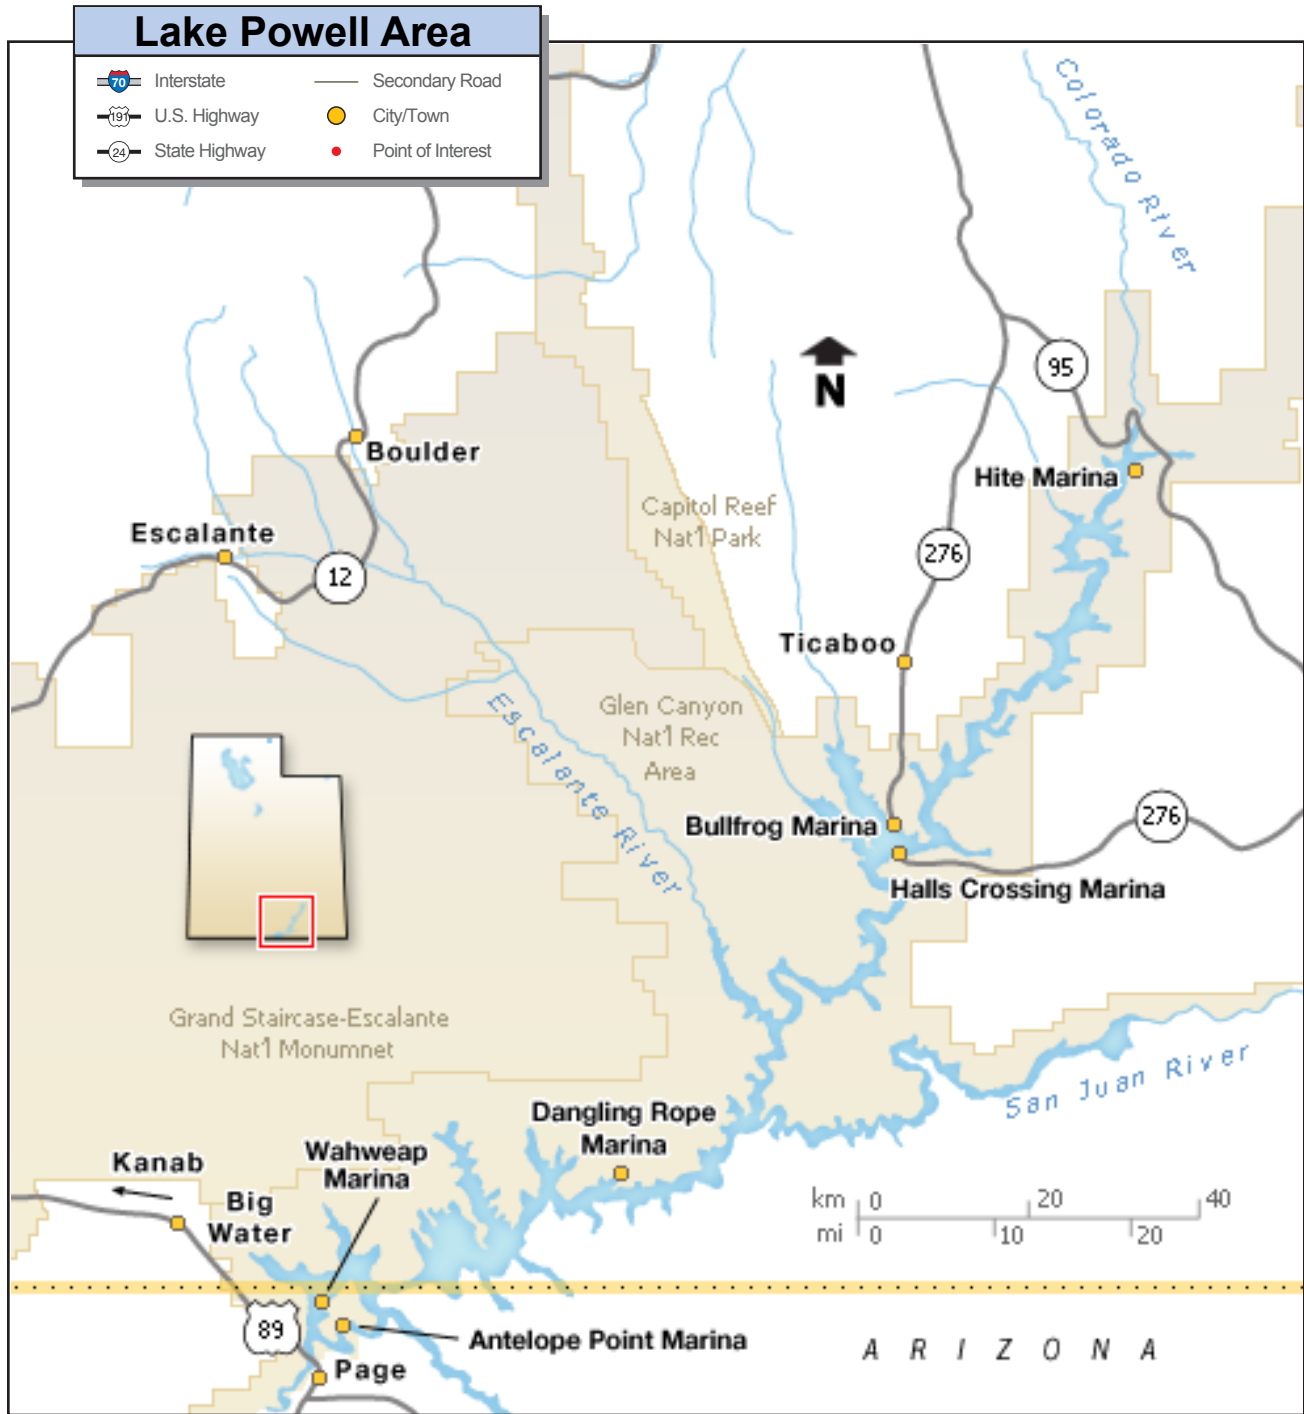 Lake Powell Area
70 Interstate
Secondary Road
191 U.S. Highway
City/Town
24 State Highway
Point of Interest
Colorado River
N
95
Boulder
Hite Marina
Capitol Reef
Nat'l Park
Escalante
276
12
Ticaboo
Glen Canyon
Nat'l Rec
Area
Escalante River
Bullfrog Marina
276
Halls Crossing Marina
Grand Staircase-Escalante
Nat'l Monumnet
San Juan River
Dangling Rope
Marina
Wahweap
Marina
Kanab
Big
Water
km 0 20 40
mi 0 10 20
89
Antelope Point Marina
ARIZONA
Page